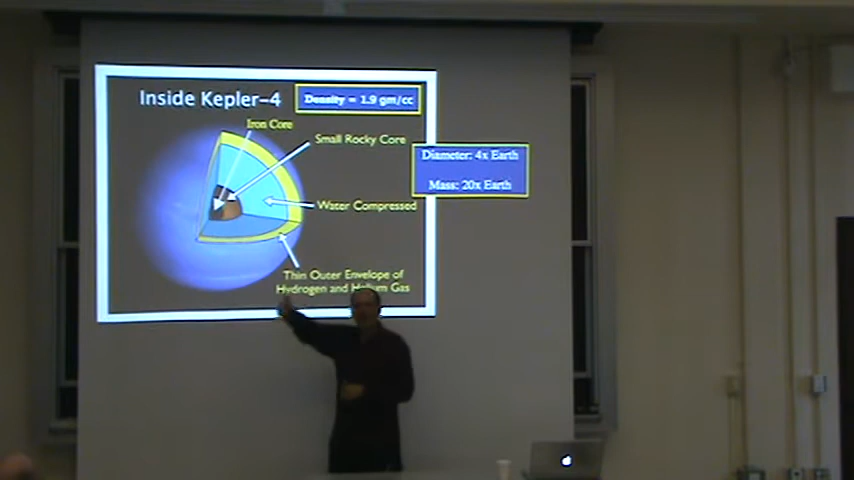 Inside Kepler-4
Density = 1.9 gm/cc
Iron Core
Small Rocky Core
Diameter: 4x Earth
Mass: 20x Earth
Water Compressed
Thin Outer Envelope of
Hydrogen and Helium Gas